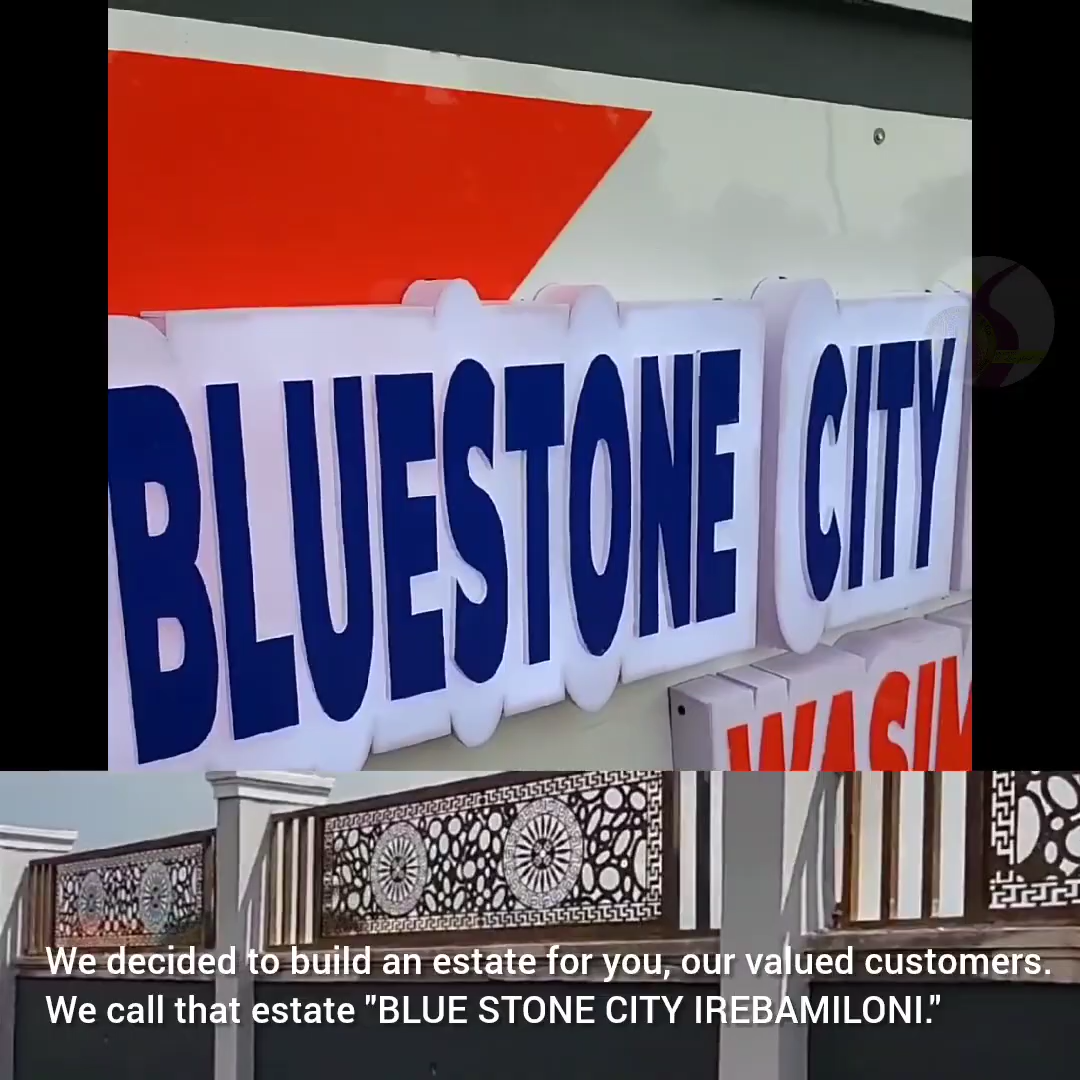 BLUESTONE CITY
We decided to build an estate for you, our valued customers.
We call that estate "BLUE STONE CITY IREBAMILONI."